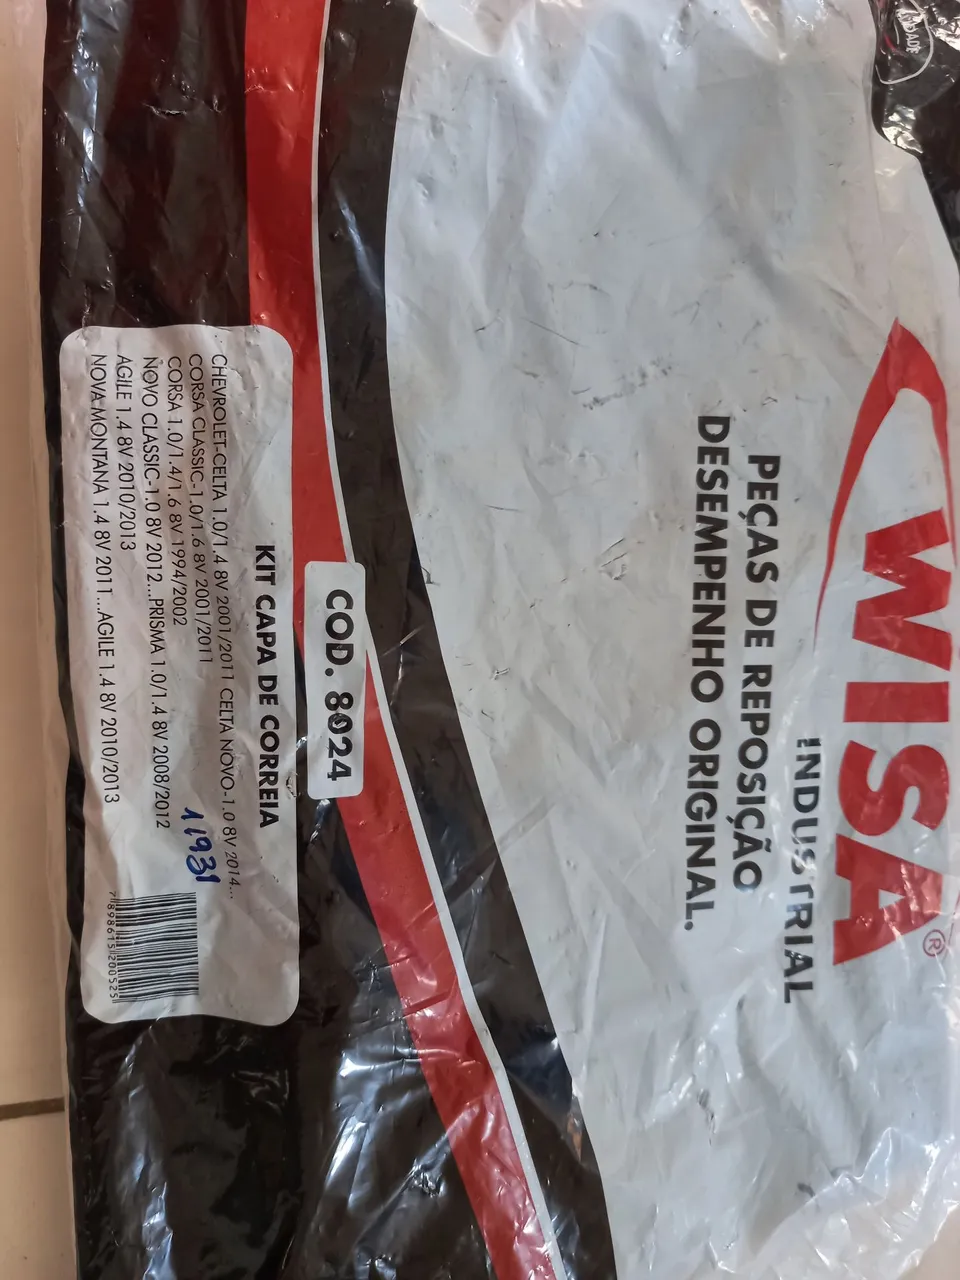 WISA®
INDUSTRIAL
PEÇAS DE REPOSIÇÃO
DESEMPENHO ORIGINAL.
COD. 8024
KIT CAPA DE CORREIA
CHEVROLET-CELTA 1.0/1.4 8V 2001/2011 CELTA NOVO-1.0 8V 2014...
CORSA CLASSIC-1.0/1.6 8V 2001/2011
CORSA 1.0/1.4/1.6 8V 1994/2002
NOVO CLASSIC-1.0 8V 2012...PRISMA 1.0/1.4 8V 2008/2012
AGILE 1.4 8V 2010/2013
NOVA MONTANA 1.4 8V 2011...AGILE 1.4 8V 2010/2013
11931
7898615200525